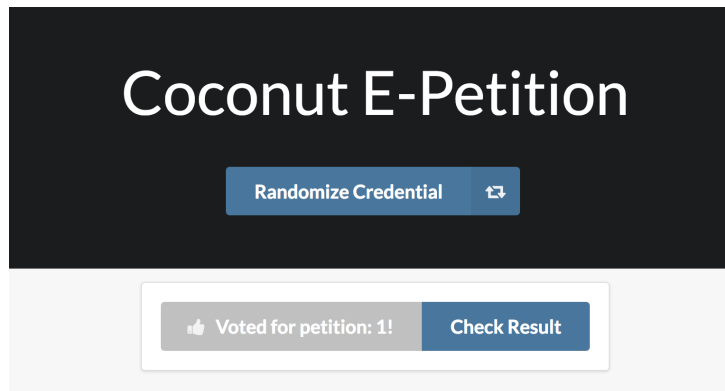 Coconut E-Petition
Randomize Credential
Voted for petition: 1! Check Result